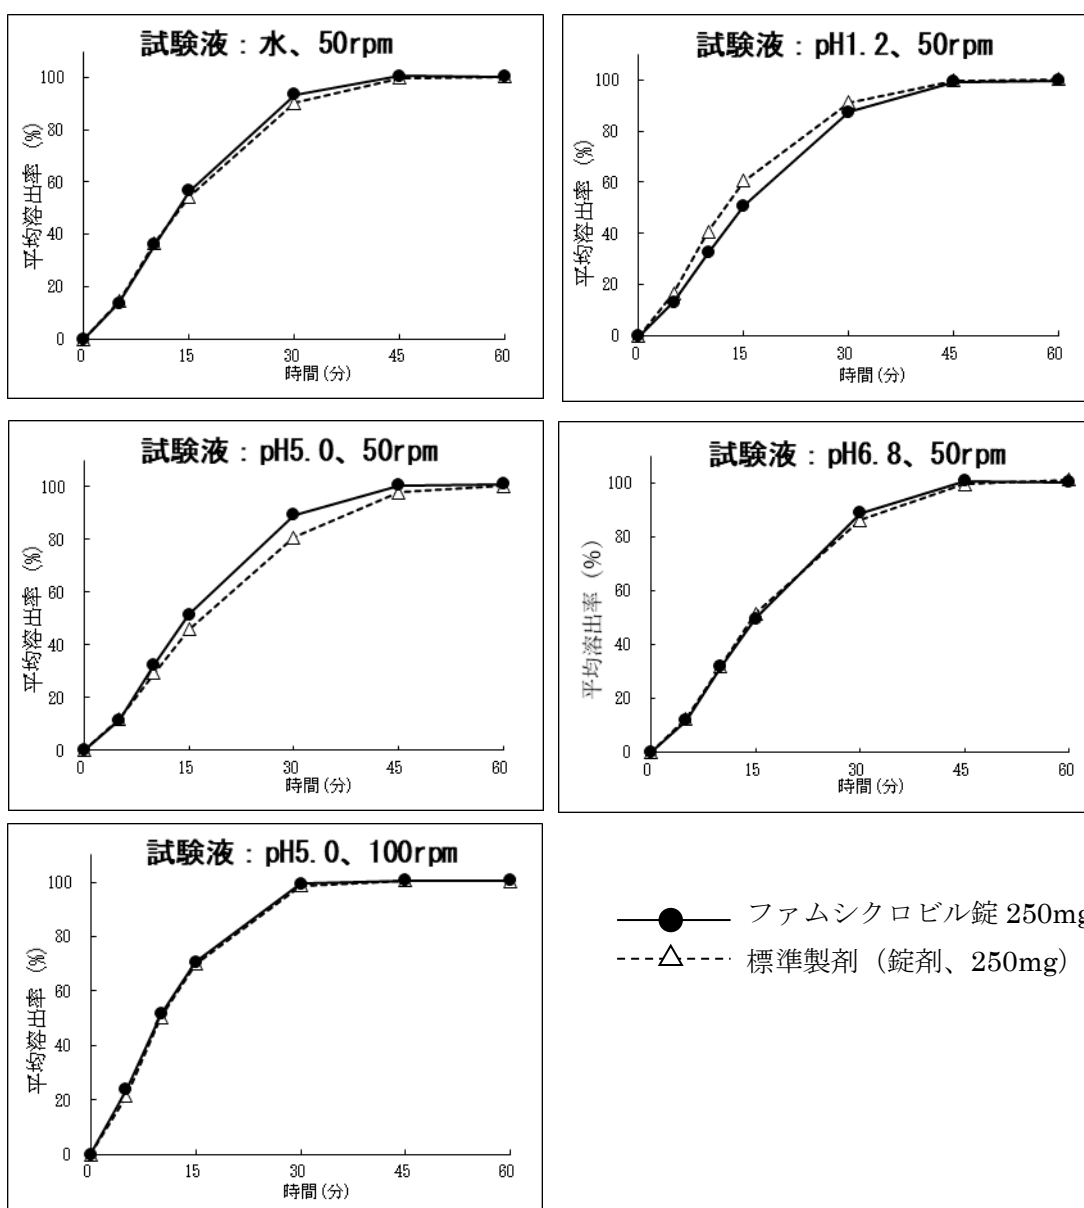 試験液：水、50rpm
平均溶出率 (%)
100
80
60
40
20
0
0 15 30 45 60
時間(分)
試験液：pH1.2、50rpm
平均溶出率 (%)
100
80
60
40
20
0
0 15 30 45 60
時間(分)
試験液：pH5.0、50rpm
平均溶出率 (%)
100
80
60
40
20
0
0 15 30 45 60
時間(分)
試験液：pH6.8、50rpm
平均溶出率 (%)
100
80
60
40
20
0
0 15 30 45 60
時間(分)
試験液：pH5.0、100rpm
平均溶出率 (%)
100
80
60
40
20
0
0 15 30 45 60
時間(分)
ファムシクロビル錠 250mg
標準製剤（錠剤、250mg）